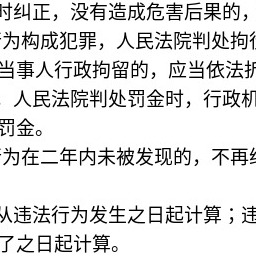 时纠正，没有造成危害后果的，
为构成犯罪，人民法院判处拘
当事人行政拘留的，应当依法
，人民法院判处罚金时，行政机
罚金。
为在二年内未被发现的，不再
从违法行为发生之日起计算；违
了之日起计算。